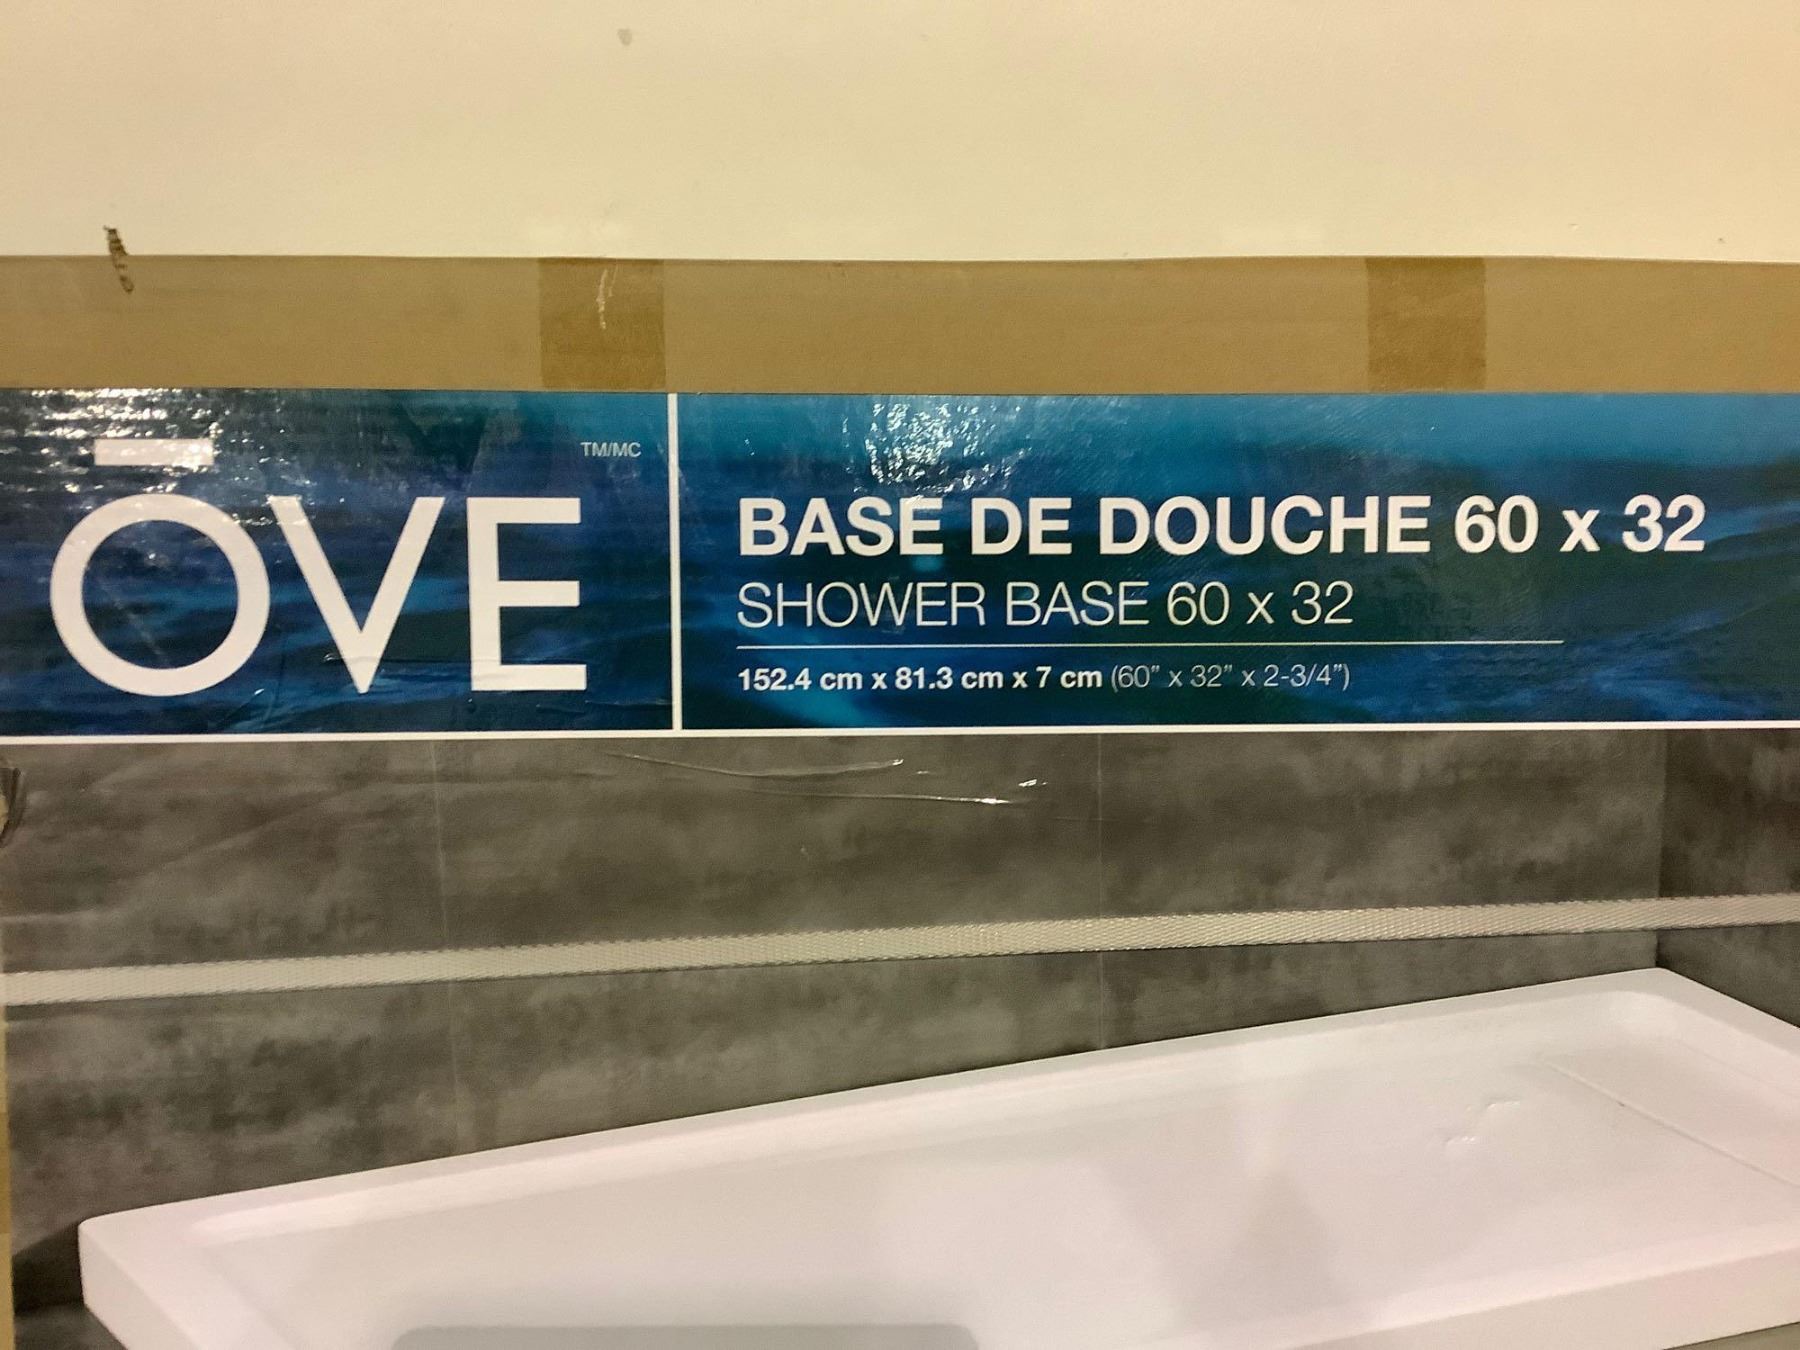 ŌVE
TM/MC
BASE DE DOUCHE 60 x 32
SHOWER BASE 60 x 32
152.4 cm x 81.3 cm x 7 cm (60" x 32" x 2-3/4")